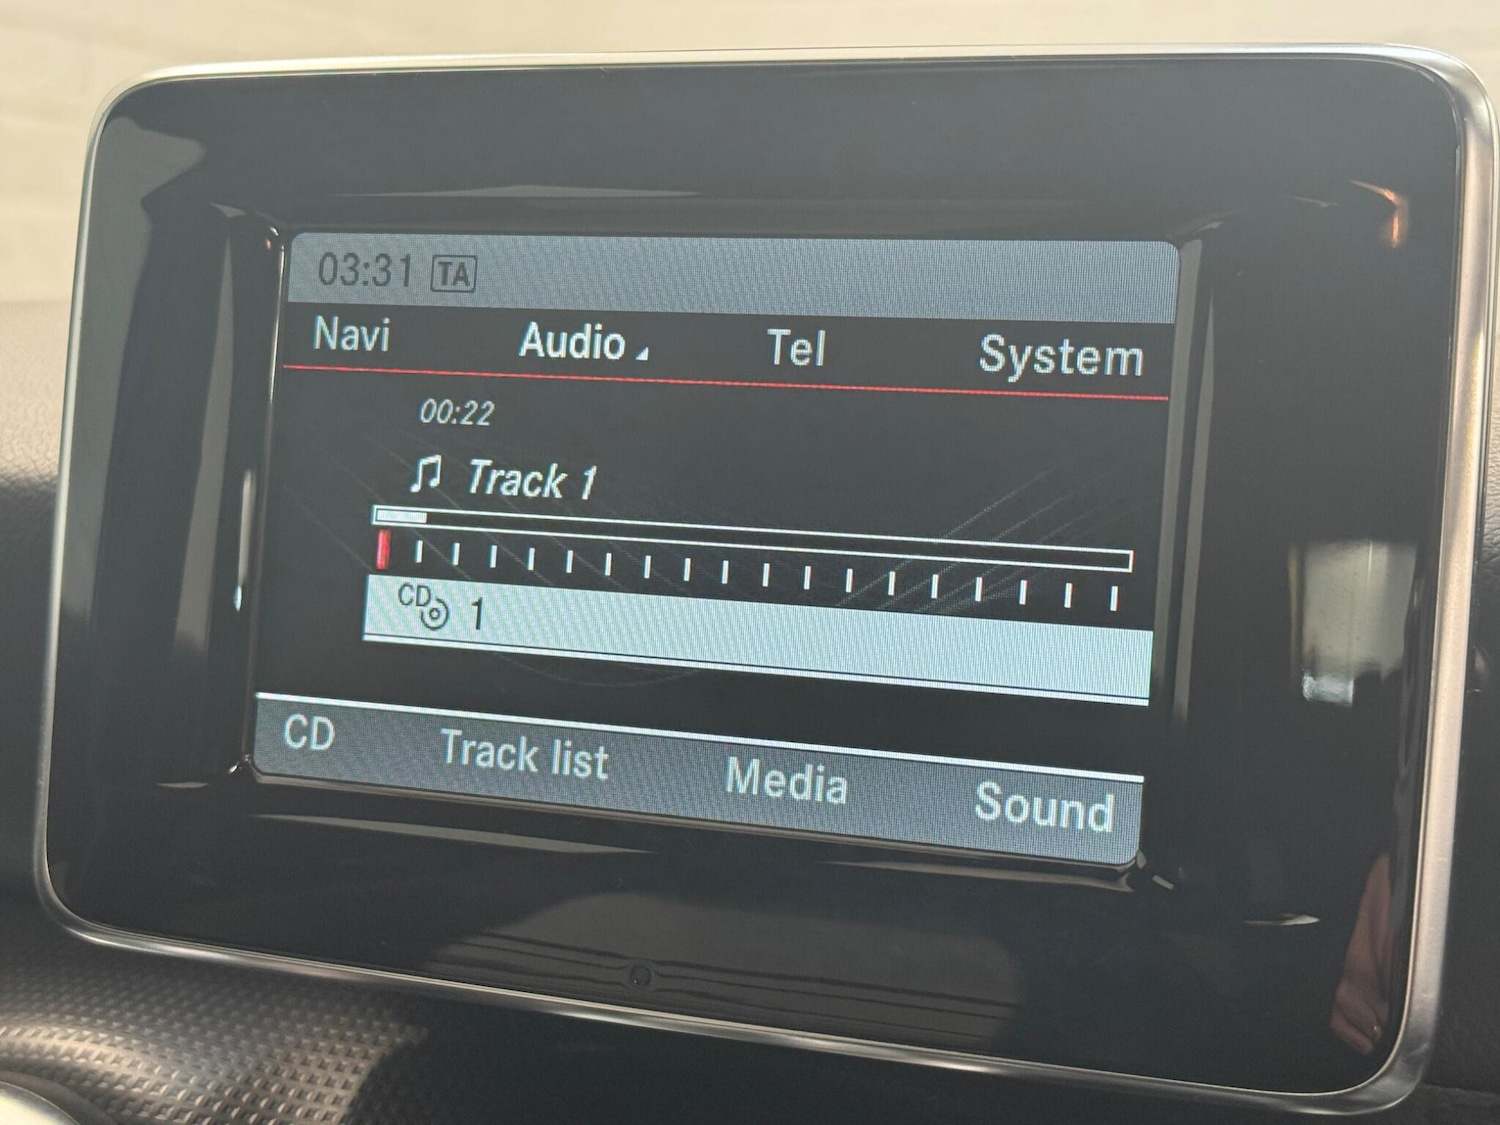 03:31 TA
Navi Audio Tel System
00:22
Track 1
CD 1
CD Track list Media Sound